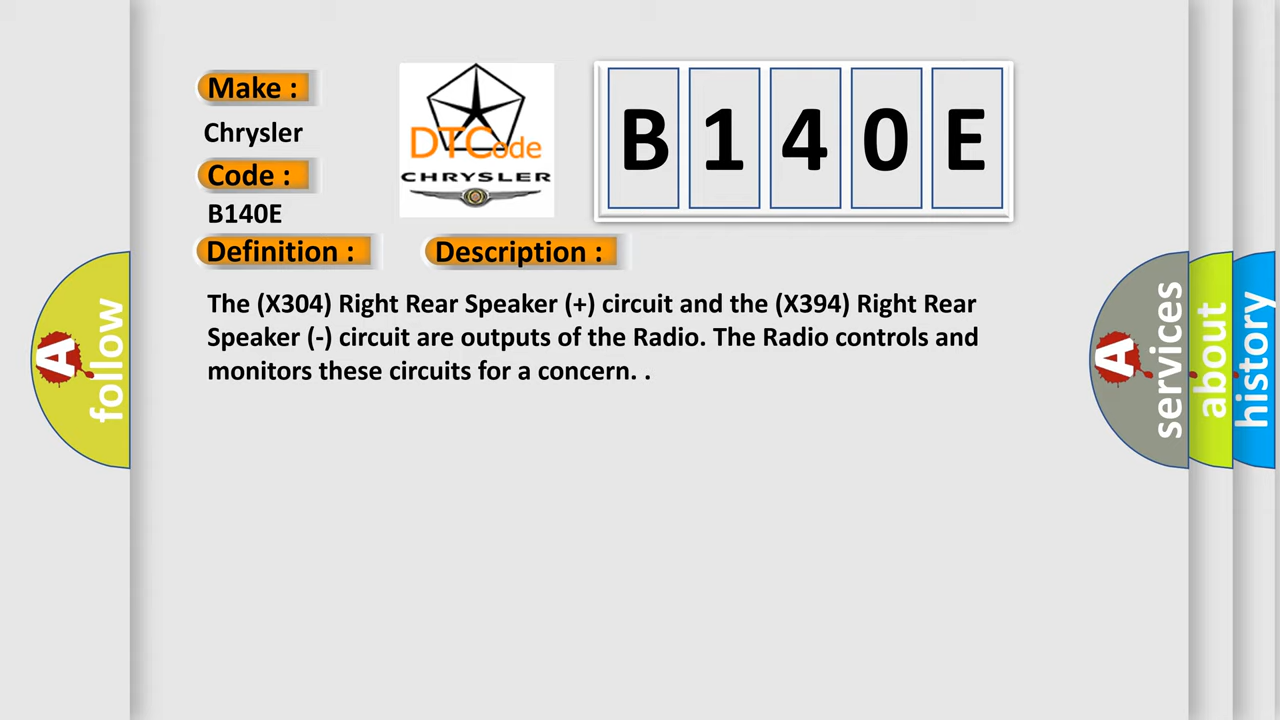 Make :
Chrysler
Code :
B140E
Definition :
Description :
DTCode
CHRYSLER
B 1 4 0 E
The (X304) Right Rear Speaker (+) circuit and the (X394) Right Rear
Speaker (-) circuit are outputs of the Radio. The Radio controls and
monitors these circuits for a concern. .
A follow
A services
about
history